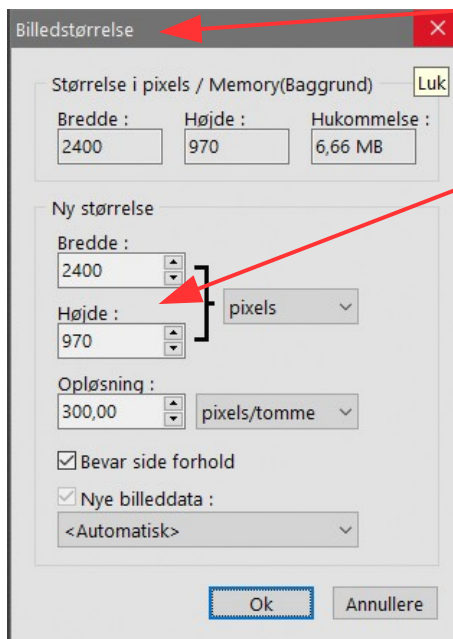 Billedstørrelse
Størrelse i pixels / Memory(Baggrund)
Luk
Bredde : Højde : Hukommelse :
2400 970 6,66 MB
Ny størrelse
Bredde :
2400
pixels
Højde :
970
Opløsning :
300,00 pixels/tomme
Bevar side forhold
Nye billeddata :
<Automatisk>
Ok Annullere